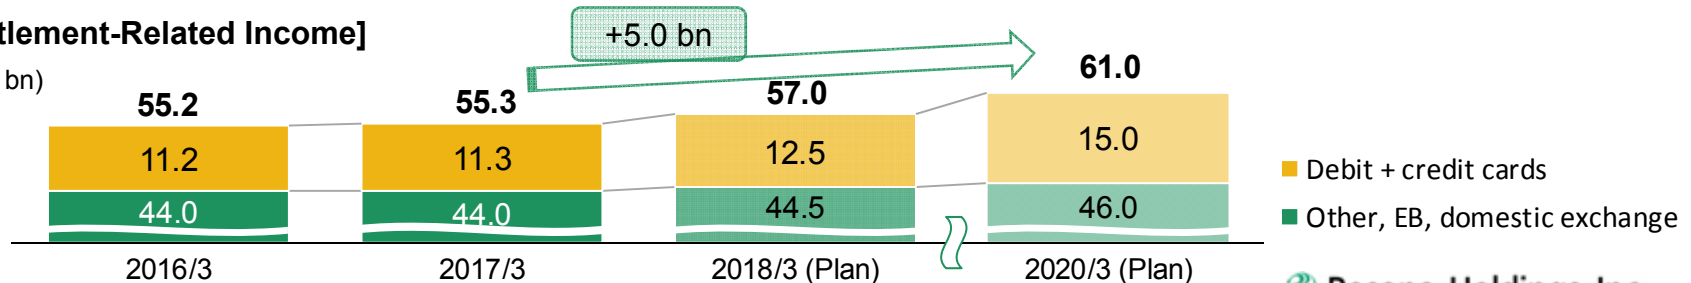 tlement-Related Income]
bn)
+5.0 bn
55.2
55.3
57.0
61.0
11.2
11.3
12.5
15.0
44.0
44.0
44.5
46.0
2016/3
2017/3
2018/3 (Plan)
2020/3 (Plan)
Debit + credit cards
Other, EB, domestic exchange